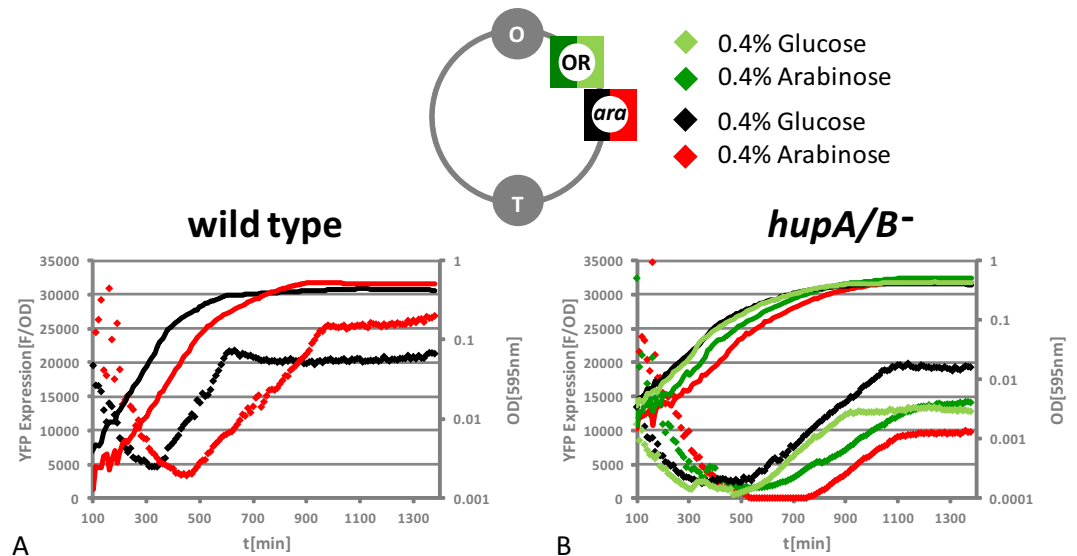 O
OR
ara
T
0.4% Glucose
0.4% Arabinose
0.4% Glucose
0.4% Arabinose
wild type
hupA/B-
YFP Expression[F/OD]
35000
30000
25000
20000
15000
10000
5000
0
1
0.1
0.01
0.001
OD[595nm]
100 300 500 700 900 1100 1300
t[min]
A
YFP Expression[F/OD]
35000
30000
25000
20000
15000
10000
5000
0
1
0.1
0.01
0.001
0.0001
OD[595nm]
100 300 500 700 900 1100 1300
t[min]
B